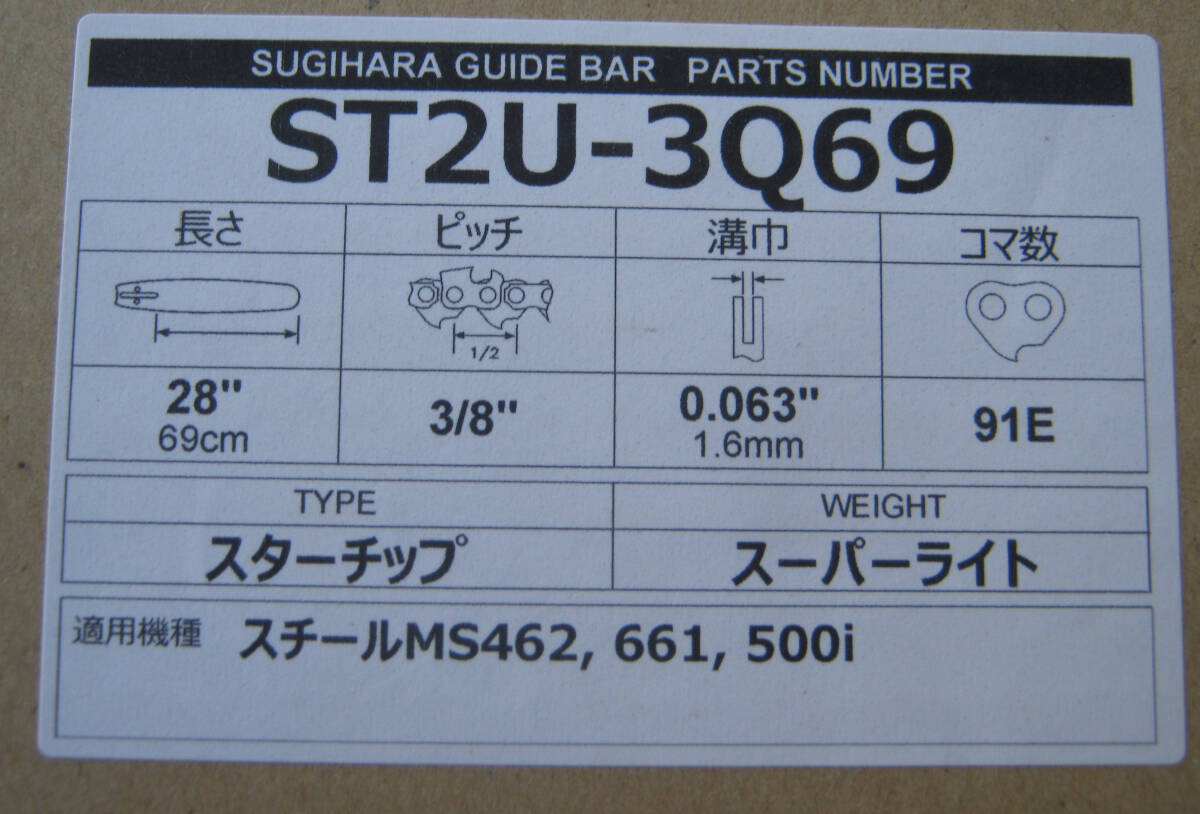 SUGIHARA GUIDE BAR PARTS NUMBER
ST2U-3Q69
長さ ピッチ 溝巾 コマ数
1/2
28" 3/8" 0.063" 91E
69cm 1.6mm
TYPE WEIGHT
スターチップ スーパーライト
適用機種 スチールMS462, 661, 500i